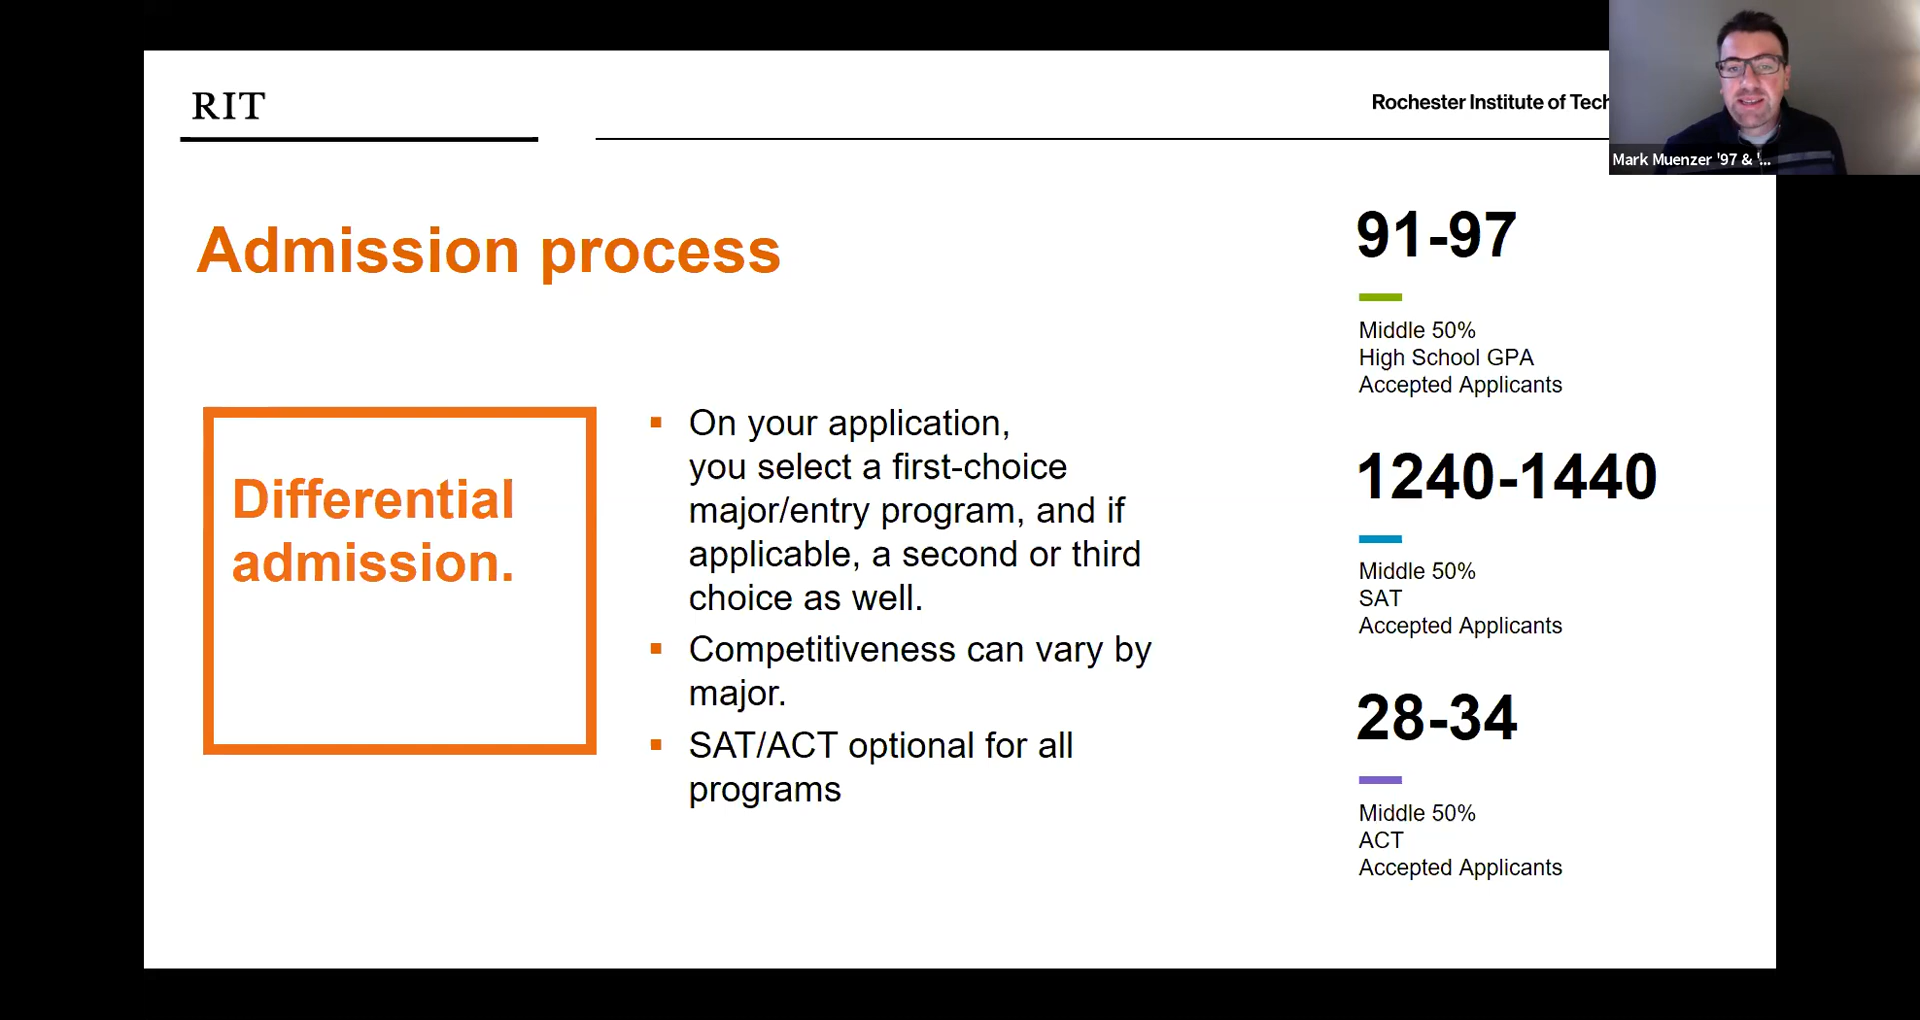 RIT
Rochester Institute of Tech
Mark Muenzer '97 & '...
Admission process
Differential
admission.
On your application,
you select a first-choice
major/entry program, and if
applicable, a second or third
choice as well.
Competitiveness can vary by
major.
SAT/ACT optional for all
programs
91-97
Middle 50%
High School GPA
Accepted Applicants
1240-1440
Middle 50%
SAT
Accepted Applicants
28-34
Middle 50%
ACT
Accepted Applicants